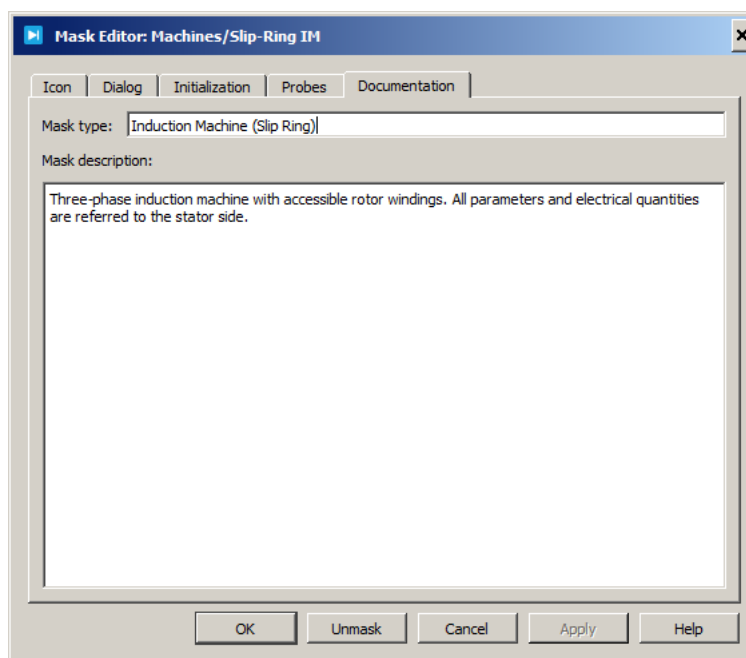 Mask Editor: Machines/Slip-Ring IM
Icon Dialog Initialization Probes Documentation
Mask type: Induction Machine (Slip Ring)
Mask description:
Three-phase induction machine with accessible rotor windings. All parameters and electrical quantities
are referred to the stator side.
OK Unmask Cancel Apply Help